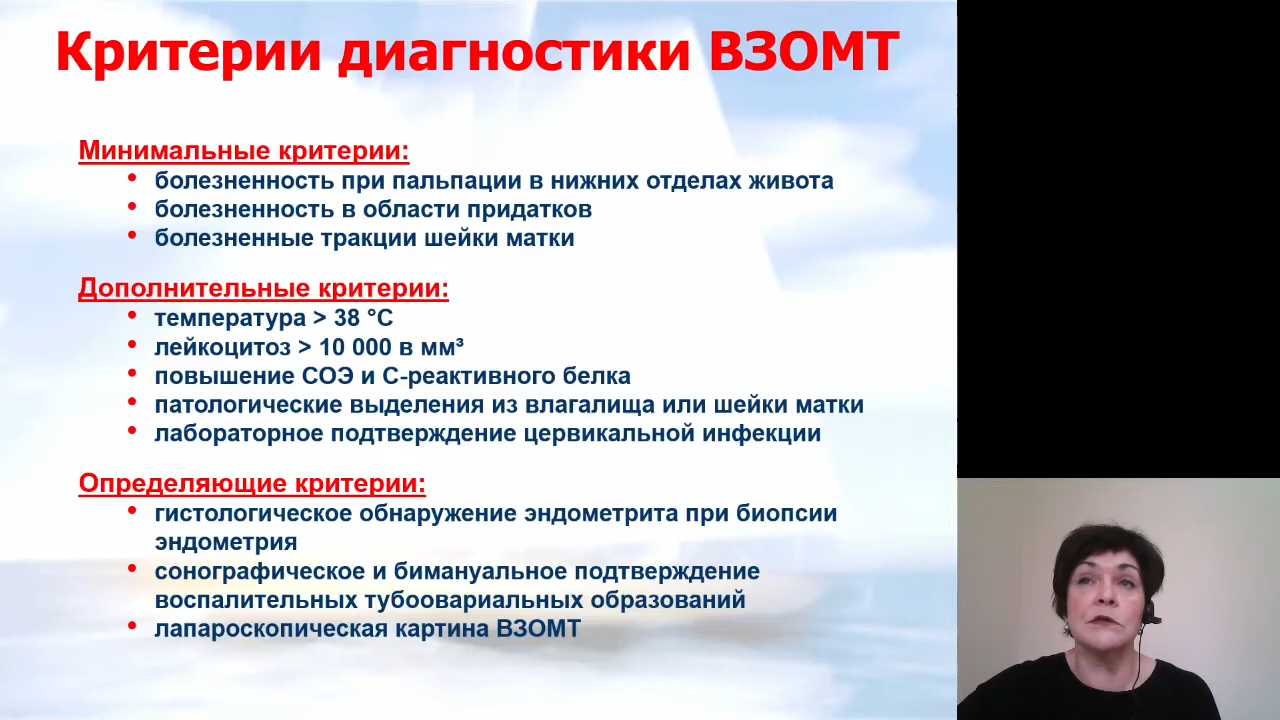 Критерии диагностики ВЗОМТ
Минимальные критерии:
• болезненность при пальпации в нижних отделах живота
• болезненность в области придатков
• болезненные тракции шейки матки
Дополнительные критерии:
• температура > 38 °C
• лейкоцитоз > 10 000 в мм³
• повышение СОЭ и С-реактивного белка
• патологические выделения из влагалища или шейки матки
• лабораторное подтверждение цервикальной инфекции
Определяющие критерии:
• гистологическое обнаружение эндометрита при биопсии
эндометрия
• сонографическое и бимануальное подтверждение
воспалительных тубоовариальных образований
• лапароскопическая картина ВЗОМТ